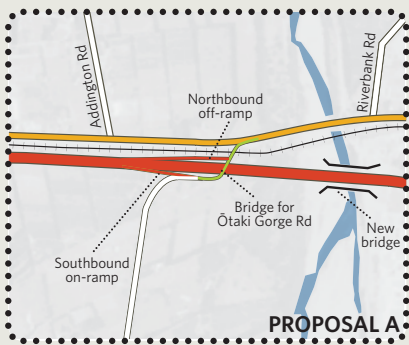 Addington Rd
Riverbank Rd
Northbound
off-ramp
Bridge for
Ōtaki Gorge Rd
New
bridge
Southbound
on-ramp
PROPOSAL A